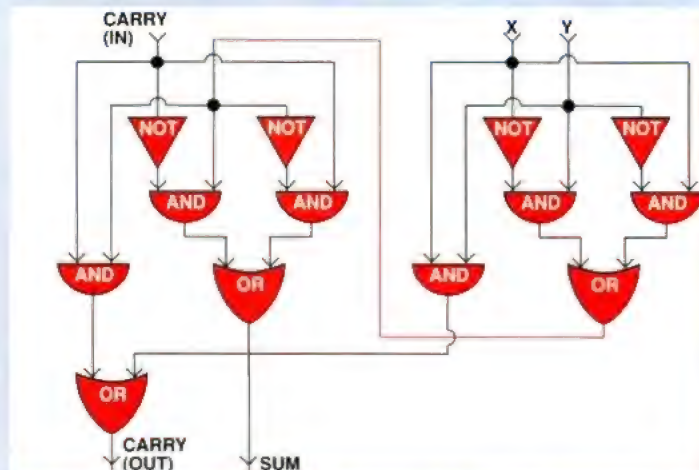 CARRY
(IN)
X Y
NOT NOT NOT NOT
AND AND AND AND
AND AND
OR OR
OR
CARRY
(OUT)
SUM